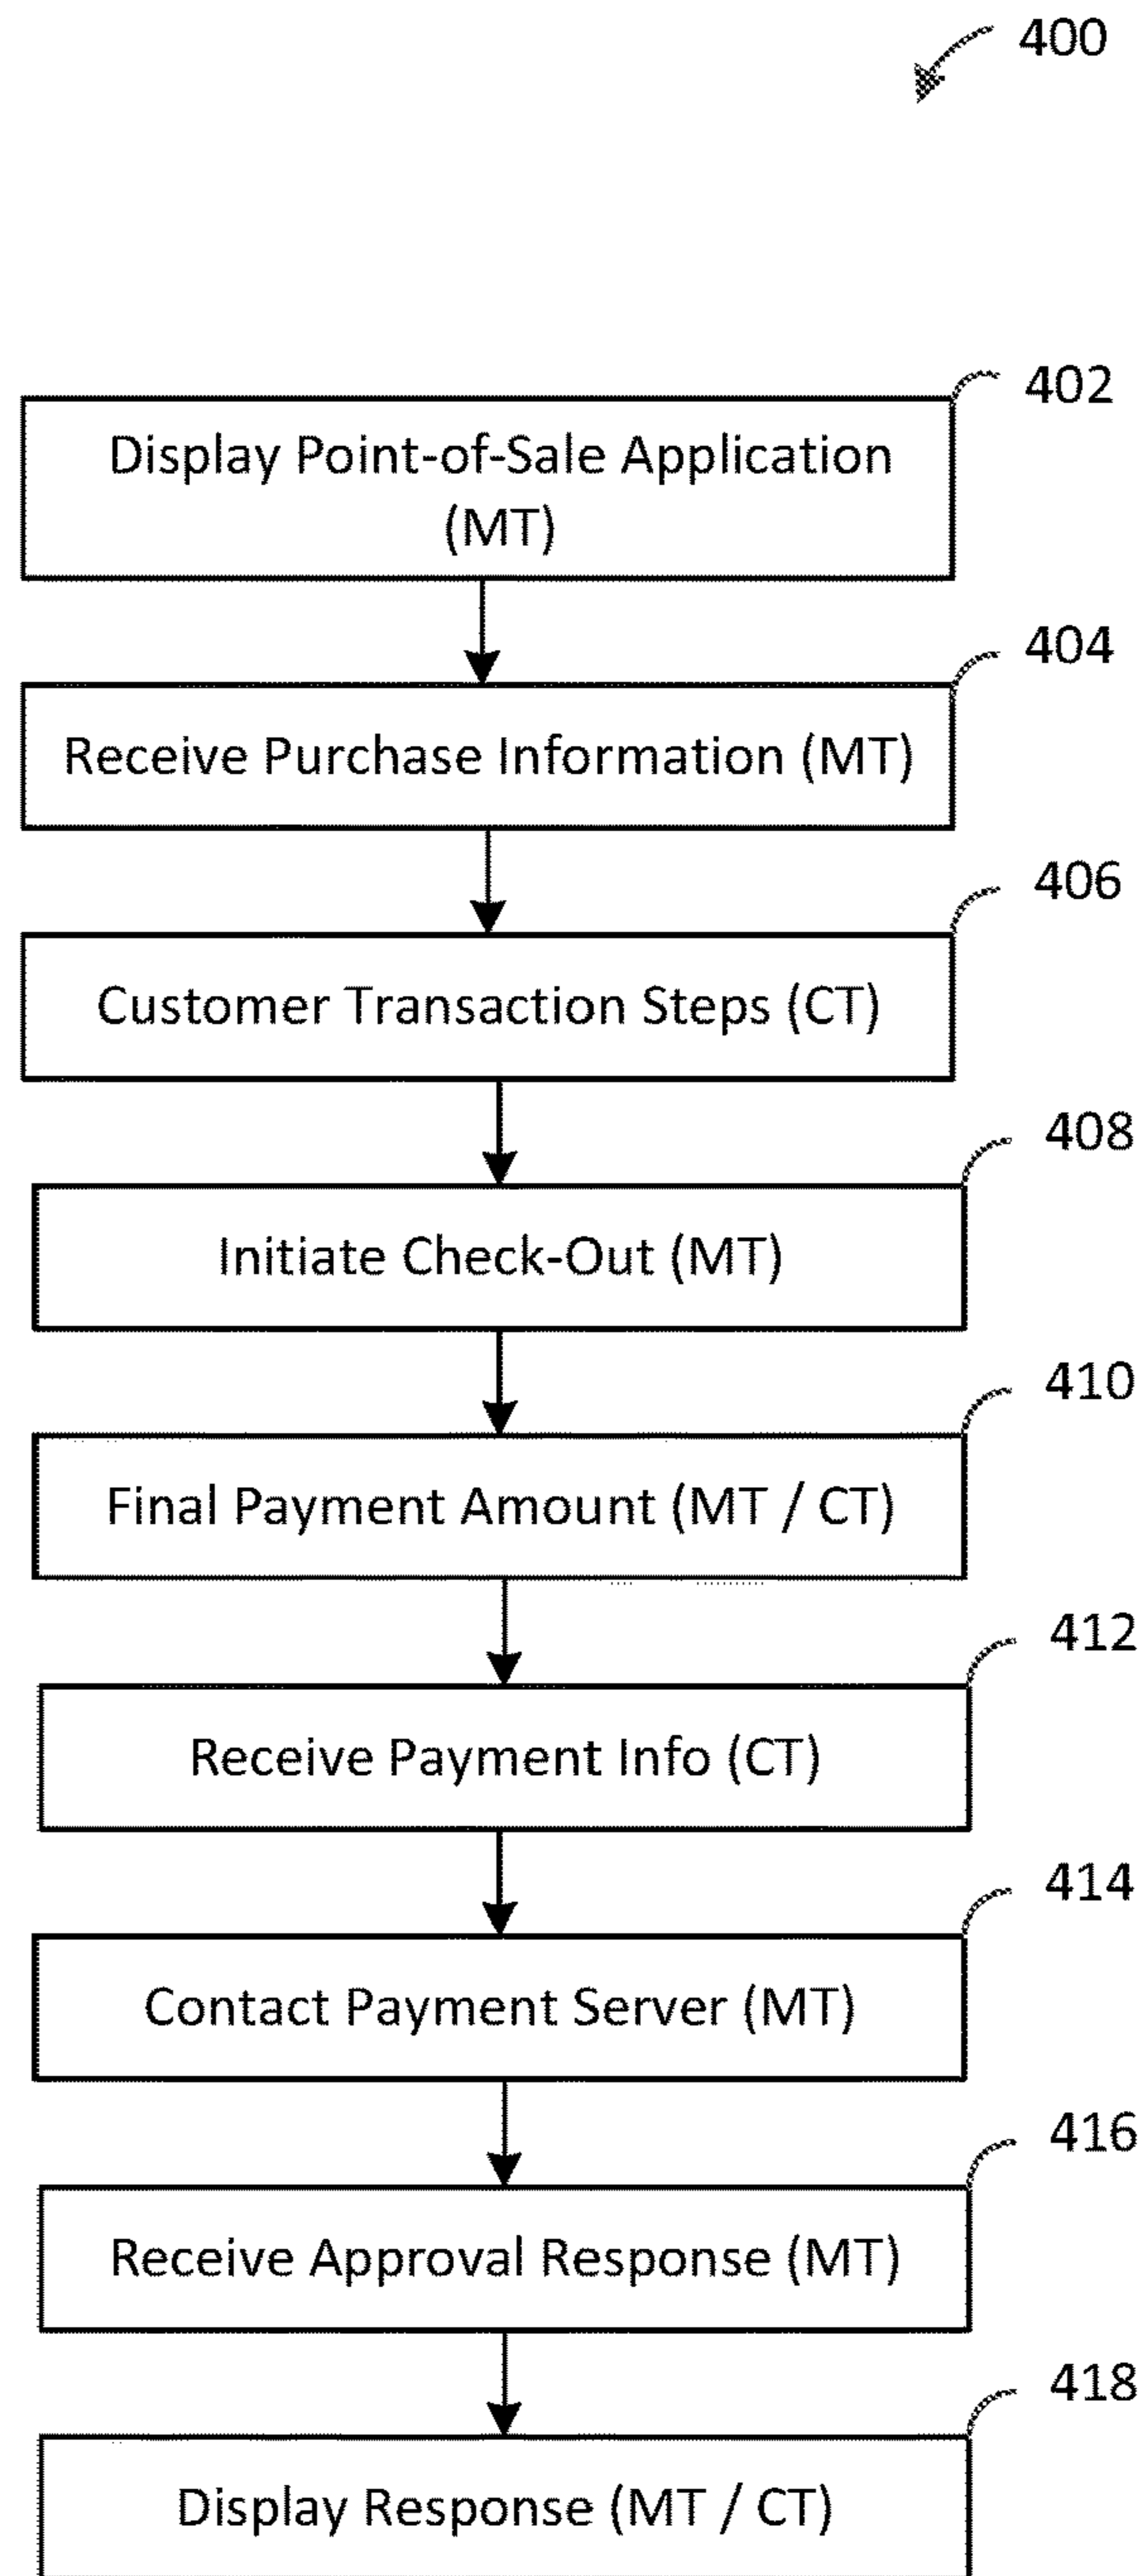 400
402
Display Point-of-Sale Application
(MT)
404
Receive Purchase Information (MT)
406
Customer Transaction Steps (CT)
408
Initiate Check-Out (MT)
410
Final Payment Amount (MT / CT)
412
Receive Payment Info (CT)
414
Contact Payment Server (MT)
416
Receive Approval Response (MT)
418
Display Response (MT / CT)